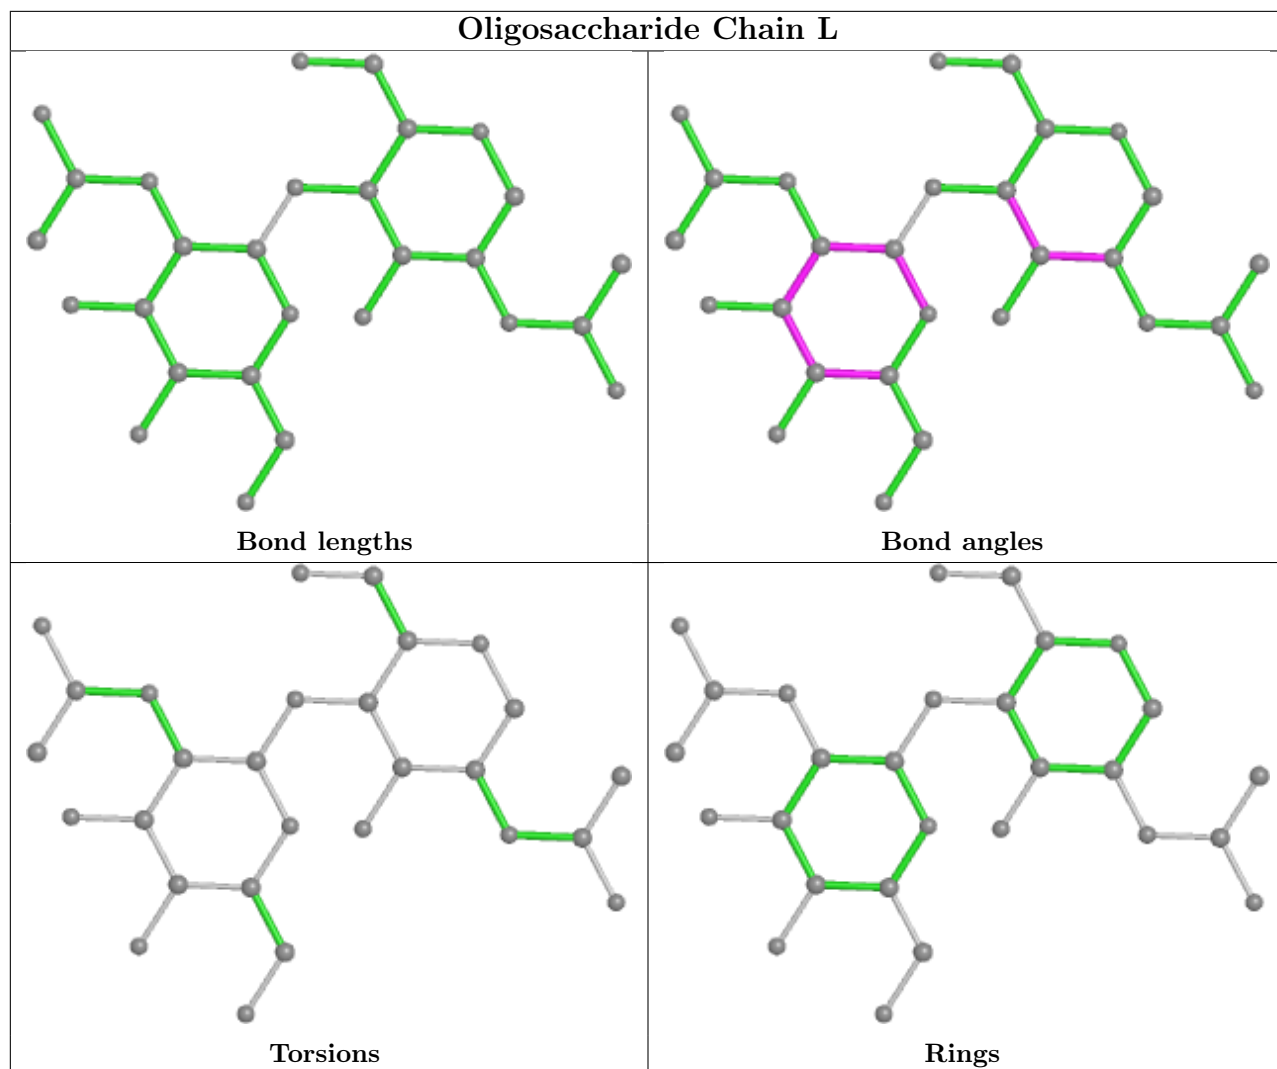 Oligosaccharide Chain L
Bond lengths
Bond angles
Torsions
Rings